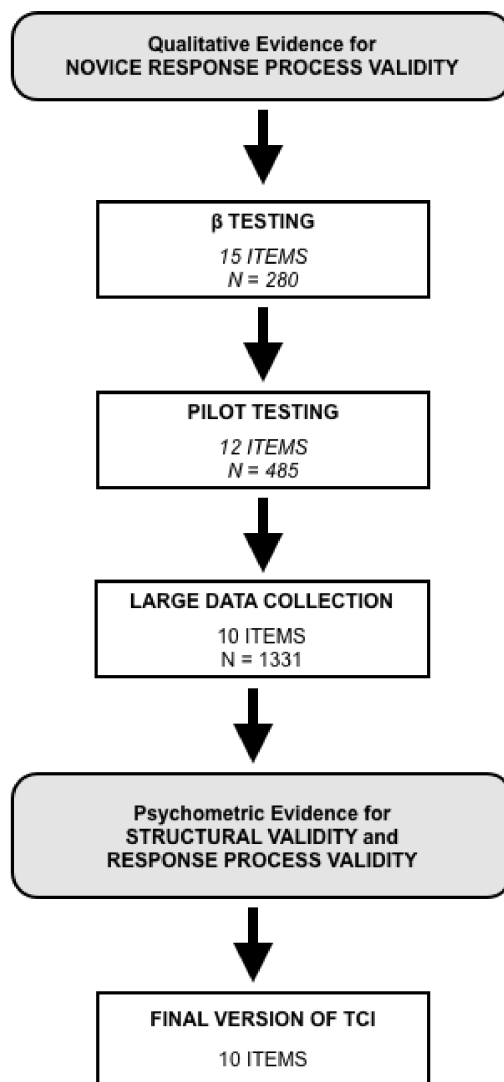 Qualitative Evidence for
NOVICE RESPONSE PROCESS VALIDITY
β TESTING
15 ITEMS
N = 280
PILOT TESTING
12 ITEMS
N = 485
LARGE DATA COLLECTION
10 ITEMS
N = 1331
Psychometric Evidence for
STRUCTURAL VALIDITY and
RESPONSE PROCESS VALIDITY
FINAL VERSION OF TCI
10 ITEMS